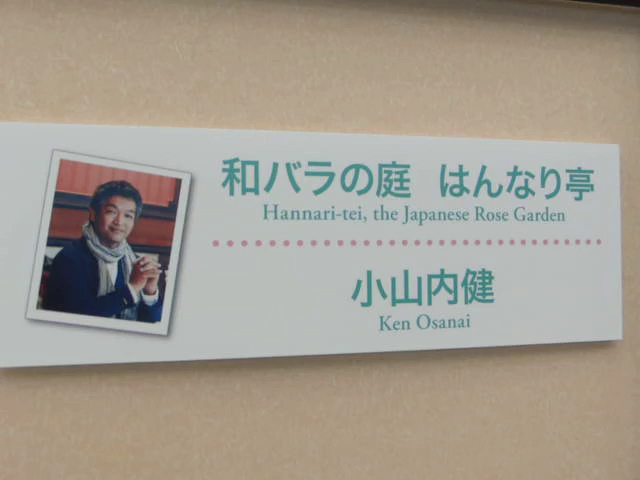 和バラの庭 はんなり亭
Hannari-tei, the Japanese Rose Garden
小山内健
Ken Osanai